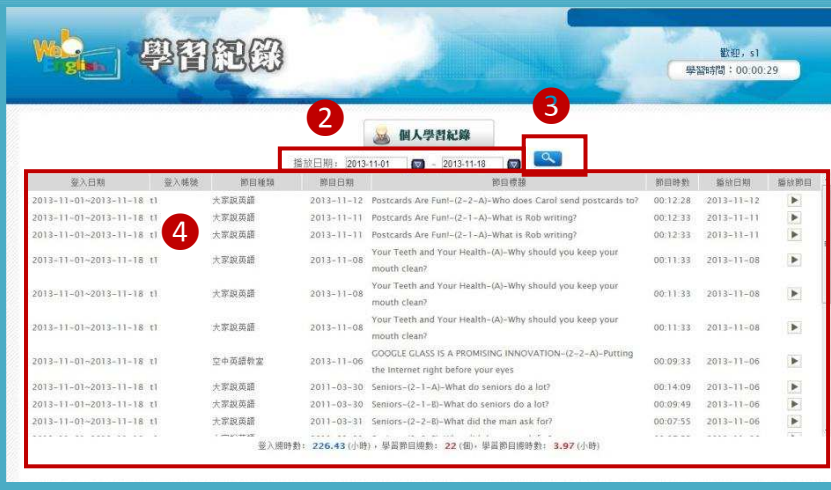 Web English 學習紀錄
歡迎，s1
學習時間：00:00:29
2
3
個人學習紀錄
播放日期： 2013-11-01 ~ 2013-11-18
登入日期 登入帳號 節目種類 節目日期 節目標題 節目時數 播放日期 播放節目
2013-11-01~2013-11-18 t1 大家說英語 2013-11-12 Postcards Are Fun!-(2-2-A)-Who does Carol send postcards to? 00:12:28 2013-11-12
2013-11-01~2013-11-18 t1 大家說英語 2013-11-11 Postcards Are Fun!-(2-1-A)-What is Rob writing? 00:12:33 2013-11-11
2013-11-01~2013-11-18 t1 大家說英語 2013-11-11 Postcards Are Fun!-(2-1-A)-What is Rob writing? 00:12:33 2013-11-11
4
2013-11-01~2013-11-18 t1 大家說英語 2013-11-08 Your Teeth and Your Health-(A)-Why should you keep your
mouth clean? 00:11:33 2013-11-08
2013-11-01~2013-11-18 t1 大家說英語 2013-11-08 Your Teeth and Your Health-(A)-Why should you keep your
mouth clean? 00:11:33 2013-11-08
2013-11-01~2013-11-18 t1 大家說英語 2013-11-08 Your Teeth and Your Health-(A)-Why should you keep your
mouth clean? 00:11:33 2013-11-08
2013-11-01~2013-11-18 t1 空中英語教室 2013-11-06 GOOGLE GLASS IS A PROMISING INNOVATION-(2-2-A)-Putting
the Internet right before your eyes 00:09:33 2013-11-06
2013-11-01~2013-11-18 t1 大家說英語 2011-03-30 Seniors-(2-1-A)-What do seniors do a lot? 00:14:09 2013-11-06
2013-11-01~2013-11-18 t1 大家說英語 2011-03-30 Seniors-(2-1-B)-What do seniors do a lot? 00:09:49 2013-11-06
2013-11-01~2013-11-18 t1 大家說英語 2011-03-31 Seniors-(2-2-B)-What did the man ask for? 00:07:55 2013-11-06
登入總時數： 226.43 (小時)，學習節目總數： 22 (個)，學習節目總時數： 3.97 (小時)